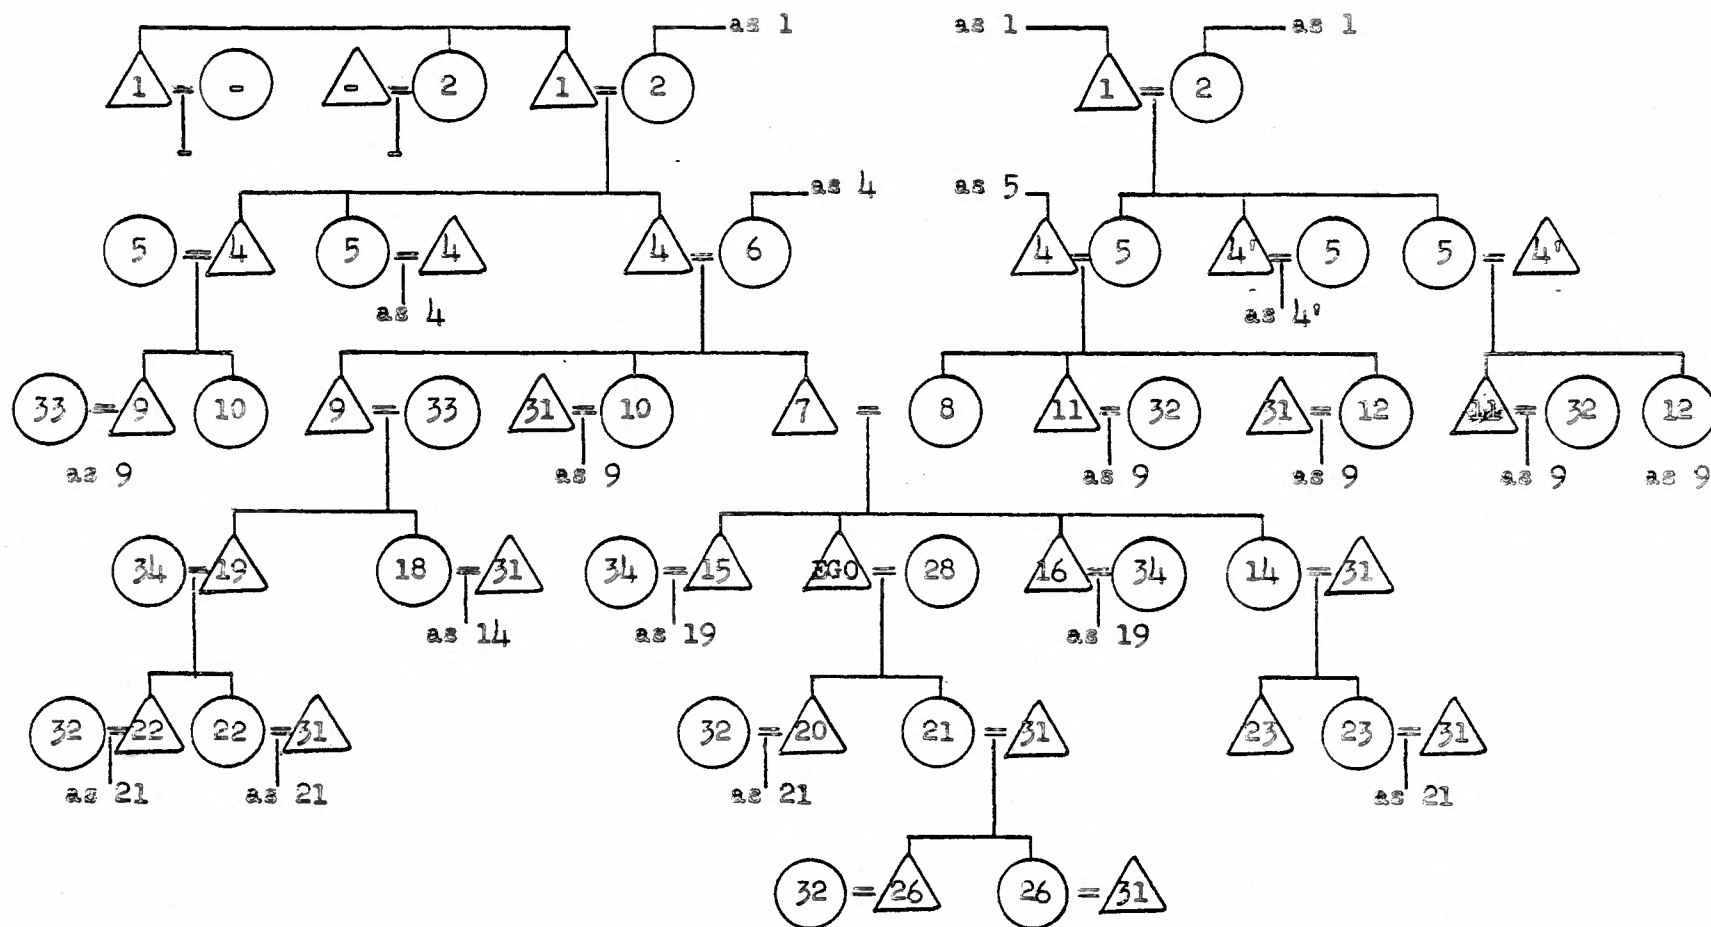 as 1 as 1 as 1
1 = - - = 2 1 = 2 1 = 2
- -
as 4 as 5
5 = 4 5 = 4 4 = 6 4 = 5 4' = 5 5 = 4'
as 4 as 4'
33 = 9 10 9 = 33 31 = 10 7 = 8 11 = 32 31 = 12 11 = 32 12
as 9 as 9 as 9 as 9 as 9 as 9
34 = 19 18 = 31 34 = 15 EGO = 28 16 = 34 14 = 31
as 14 as 19 as 19
32 = 22 22 = 31 32 = 20 21 = 31 23 23 = 31
as 21 as 21 as 21 as 21
32 = 26 26 = 31